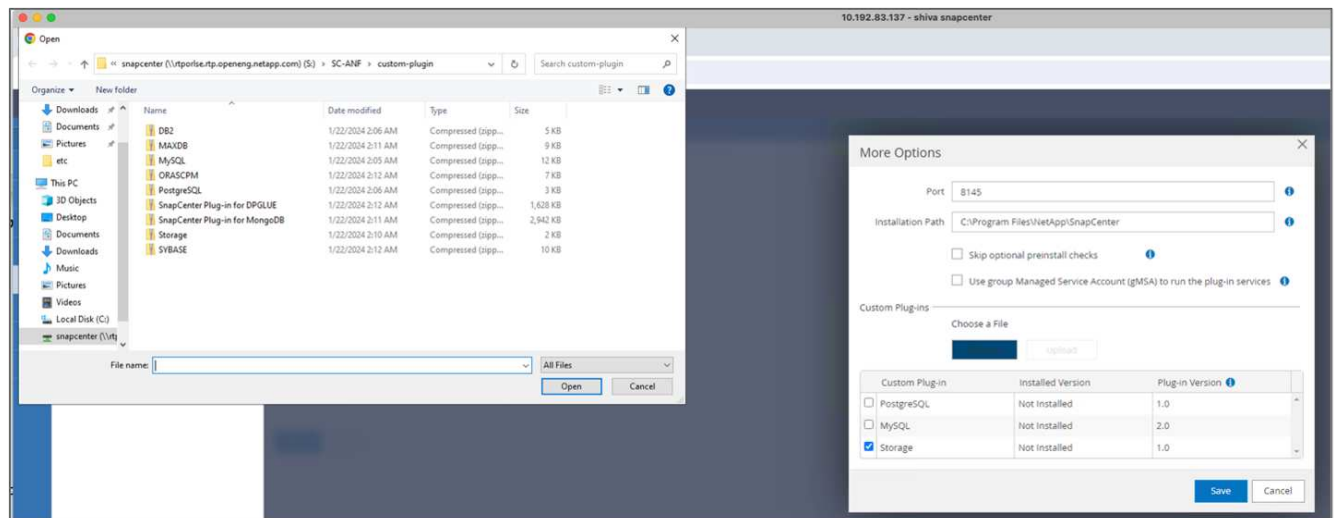 10.192.83.137 - shiva snapcenter
Open
« snapcenter (\\rtporlse.rtp.openeng.netapp.com) (S:) > SC-ANF > custom-plugin
Search custom-plugin
Organize
New folder
Downloads
Documents
Pictures
etc
This PC
3D Objects
Desktop
Documents
Downloads
Music
Pictures
Videos
Local Disk (C:)
snapcenter (\\rtp
Name Date modified Type Size
DB2 1/22/2024 2:06 AM Compressed (zipp... 5 KB
MAXDB 1/22/2024 2:11 AM Compressed (zipp... 9 KB
MySQL 1/22/2024 2:05 AM Compressed (zipp... 12 KB
ORASCPM 1/22/2024 2:12 AM Compressed (zipp... 7 KB
PostgreSQL 1/22/2024 2:06 AM Compressed (zipp... 3 KB
SnapCenter Plug-in for DPGLUE 1/22/2024 2:12 AM Compressed (zipp... 1,628 KB
SnapCenter Plug-in for MongoDB 1/22/2024 2:11 AM Compressed (zipp... 2,942 KB
Storage 1/22/2024 2:10 AM Compressed (zipp... 2 KB
SYBASE 1/22/2024 2:12 AM Compressed (zipp... 10 KB
File name:
All Files
Open Cancel
More Options
Port 8145
Installation Path C:\Program Files\NetApp\SnapCenter
Skip optional preinstall checks
Use group Managed Service Account (gMSA) to run the plug-in services
Custom Plug-ins
Choose a File
Upload
Custom Plug-in Installed Version Plug-in Version
PostgreSQL Not Installed 1.0
MySQL Not Installed 2.0
Storage Not Installed 1.0
Save Cancel